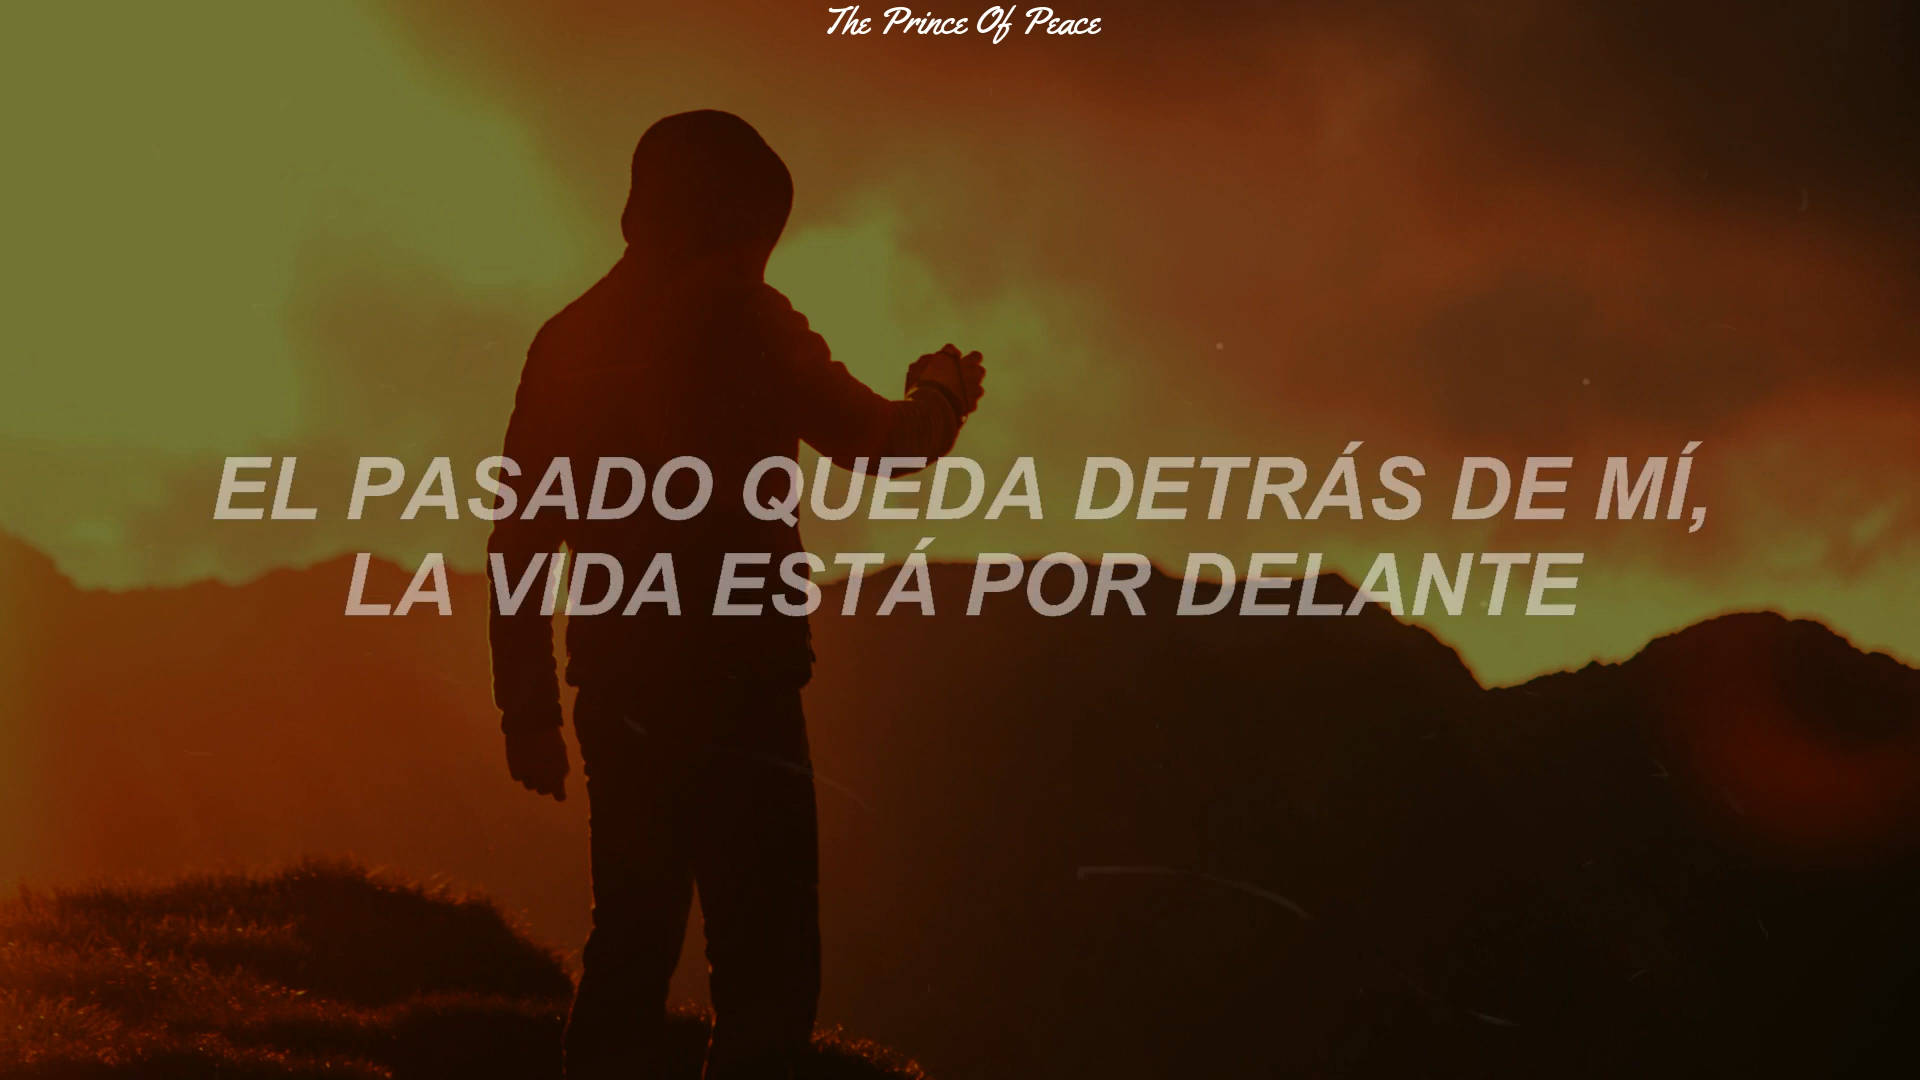 The Prince Of Peace
EL PASADO QUEDA DETRÁS DE MÍ,
LA VIDA ESTÁ POR DELANTE